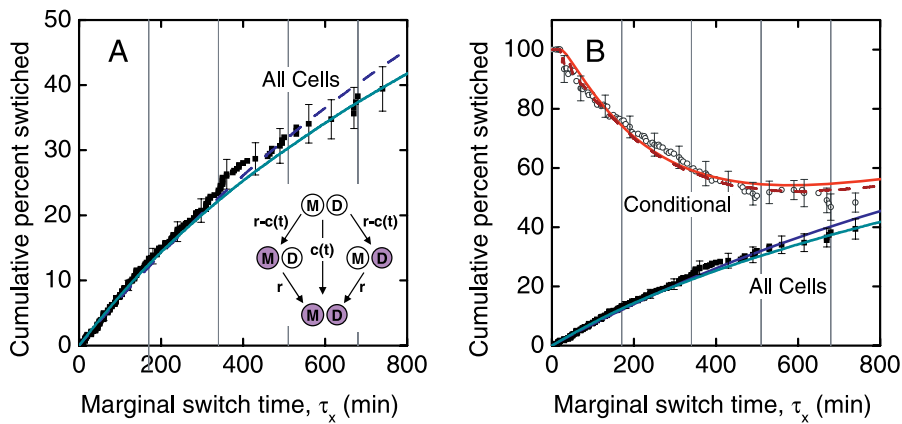 A
All Cells
Cumulative percent swtiched
50
40
30
20
10
0
M D
r-c(t) c(t) r-c(t)
M D M D
r r
M D
0 200 400 600 800
Marginal switch time, τx (min)
B
Cumulative percent swtiched
100
80
60
40
20
0
Conditional
All Cells
0 200 400 600 800
Marginal switch time, τx (min)